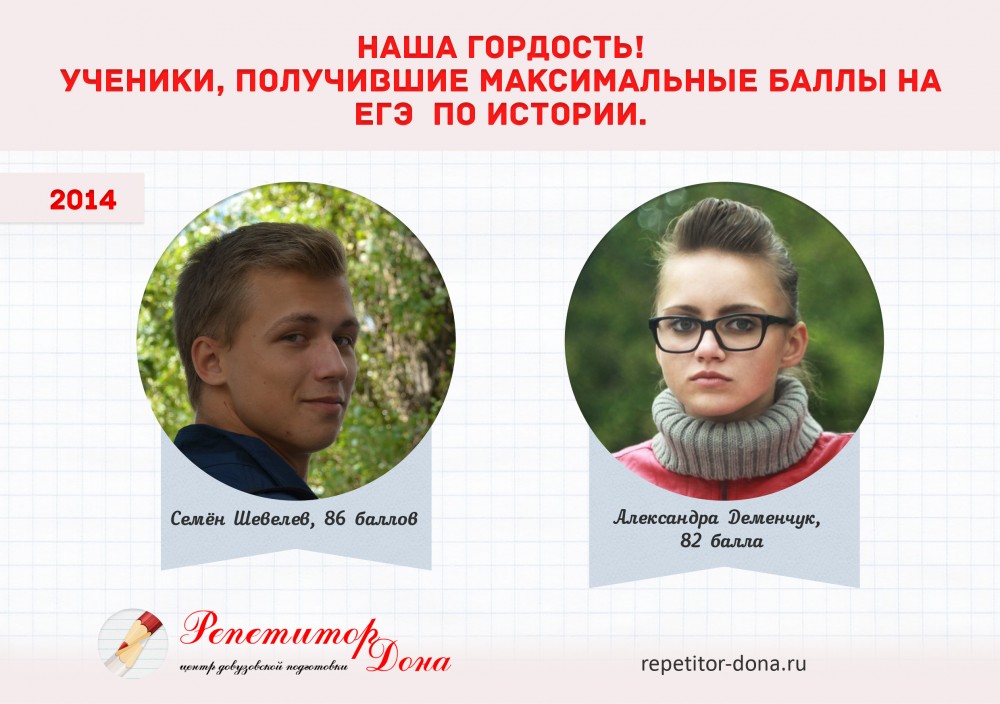 НАША ГОРДОСТЬ!
УЧЕНИКИ, ПОЛУЧИВШИЕ МАКСИМАЛЬНЫЕ БАЛЛЫ НА
ЕГЭ ПО ИСТОРИИ.
2014
Семён Шевелев, 86 баллов
Александра Деменчук,
82 балла
Репетитор
Дона
центр довузовской подготовки
repetitor-dona.ru